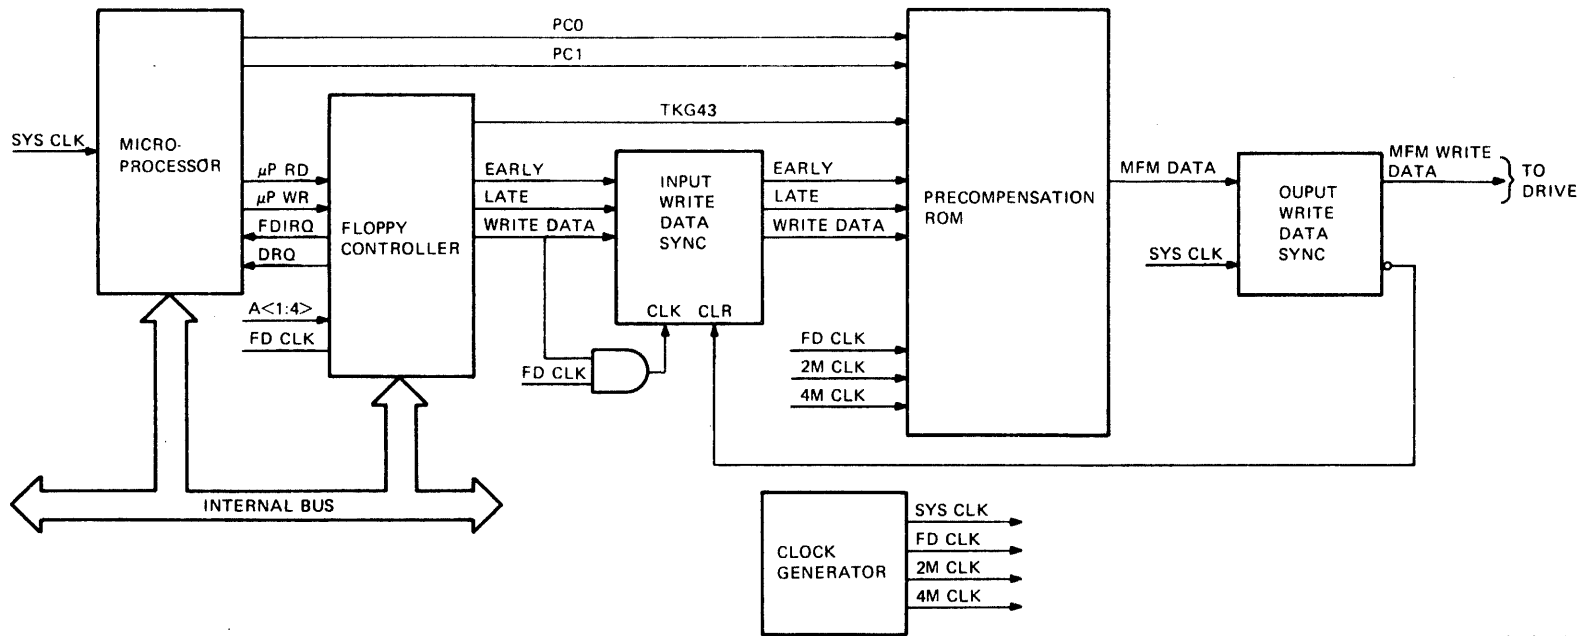 PC0
PC1
TKG43
SYS CLK
MICRO-
PROCESSOR
μP RD
μP WR
FDIRQ
DRQ
A<1:4>
FD CLK
FLOPPY
CONTROLLER
EARLY
LATE
WRITE DATA
INPUT
WRITE
DATA
SYNC
CLK CLR
FD CLK
EARLY
LATE
WRITE DATA
PRECOMPENSATION
ROM
FD CLK
2M CLK
4M CLK
MFM DATA
SYS CLK
OUPUT
WRITE
DATA
SYNC
MFM WRITE
DATA
TO
DRIVE
INTERNAL BUS
CLOCK
GENERATOR
SYS CLK
FD CLK
2M CLK
4M CLK